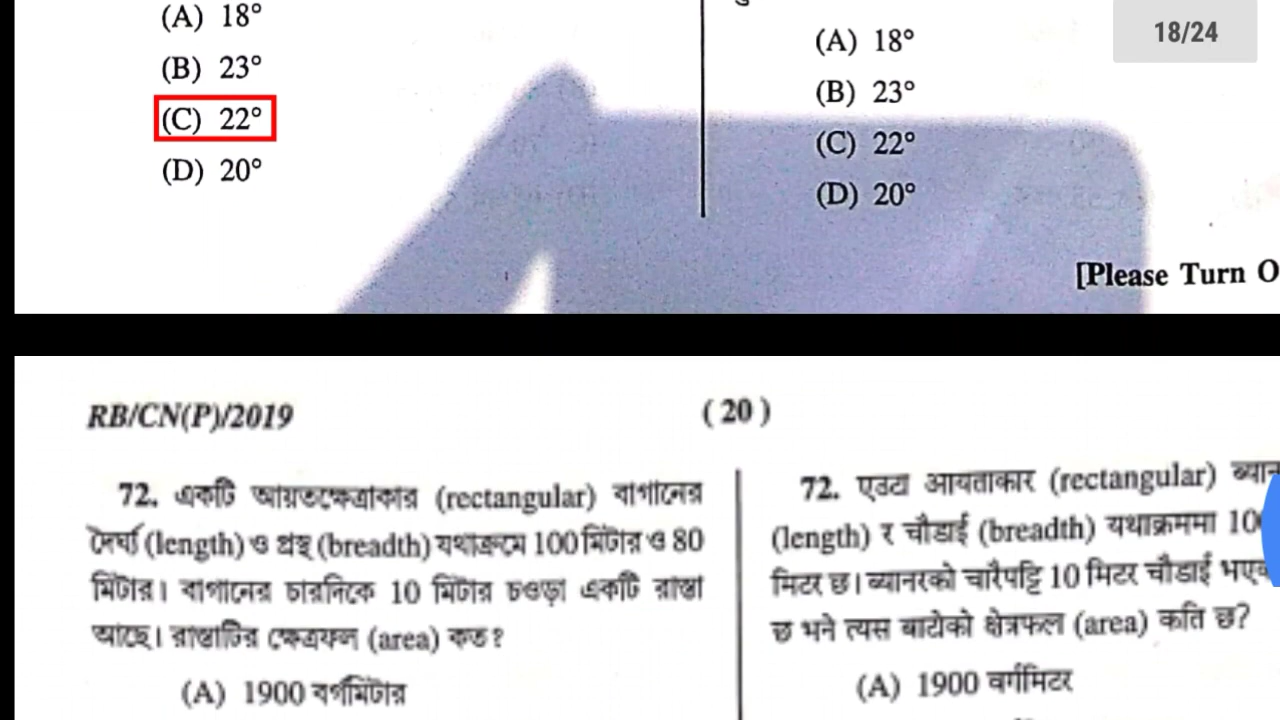 (A) 18°
(B) 23°
(C) 22°
(D) 20°
(A) 18°
(B) 23°
(C) 22°
(D) 20°
18/24
[Please Turn O
RB/CN(P)/2019
(20)
72. একটি আয়তক্ষেত্রাকার (rectangular) বাগানের
দৈর্ঘ্য (length) ও প্রস্থ (breadth) যথাক্রমে 100 মিটার ও 80
মিটার। বাগানের চারদিকে 10 মিটার চওড়া একটি রাস্তা
আছে। রাস্তাটির ক্ষেত্রফল (area) কত?
(A) 1900 বর্গমিটার
72. एउटा आयताकार (rectangular)
(length) र चौडाई (breadth) यथाक्रममा
मिटर छ। ब्यानरको चारैपट्टि 10 मिटर चौडाई
छ भने त्यस बाटोको क्षेत्रफल (area) कति छ?
(A) 1900 वर्गमिटर